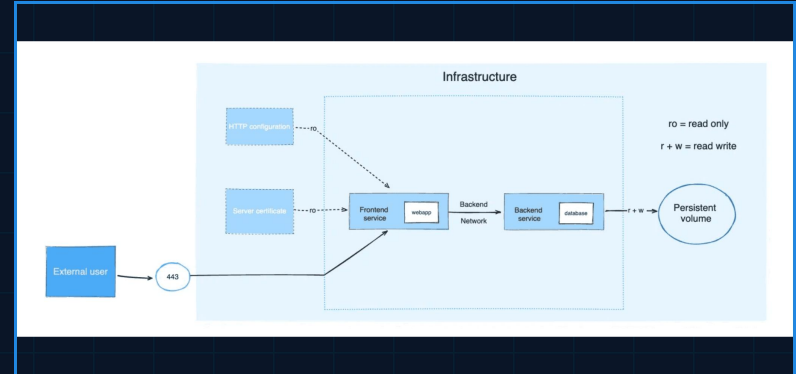 Infrastructure
HTTP configuration
ro
ro = read only
r + w = read write
Server certificate
ro
Frontend
service
webapp
Backend
Network
Backend
service
database
r + w
Persistent
volume
External user
443